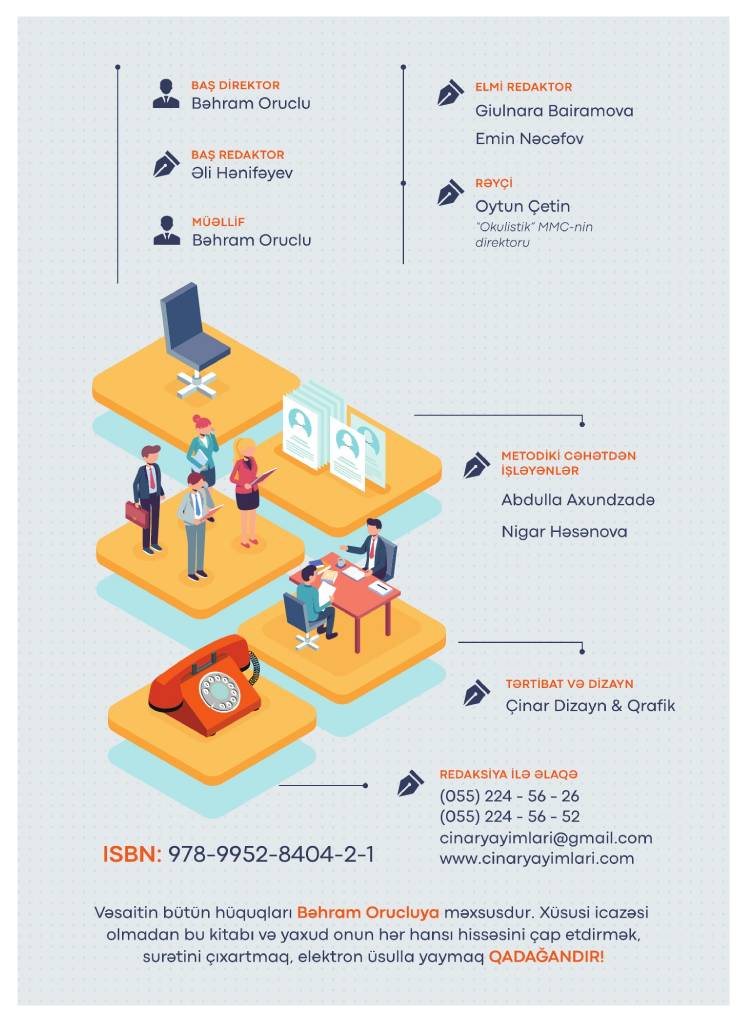 BAŞ DİREKTOR
Bəhram Oruclu
BAŞ REDAKTOR
Əli Hənifəyev
MÜƏLLİF
Bəhram Oruclu
ELMİ REDAKTOR
Giulnara Bairamova
Emin Nəcəfov
RƏYÇİ
Oytun Çetin
"Okulistik" MMC-nin
direktoru
METODİKİ CƏHƏTDƏN
İŞLƏYƏNLƏR
Abdulla Axundzadə
Nigar Həsənova
TƏRTİBAT VƏ DİZAYN
Çinar Dizayn & Qrafik
REDAKSİYA İLƏ ƏLAQƏ
(055) 224 - 56 - 26
(055) 224 - 56 - 52
cinaryayimlari@gmail.com
www.cinaryayimlari.com
ISBN: 978-9952-8404-2-1
Vəsaitin bütün hüquqları Bəhram Orucluya məxsusdur. Xüsusi icazəsi
olmadan bu kitabı və yaxud onun hər hansı hissəsini çap etdirmək,
surətini çıxartmaq, elektron üsulla yaymaq QADAĞANDIR!